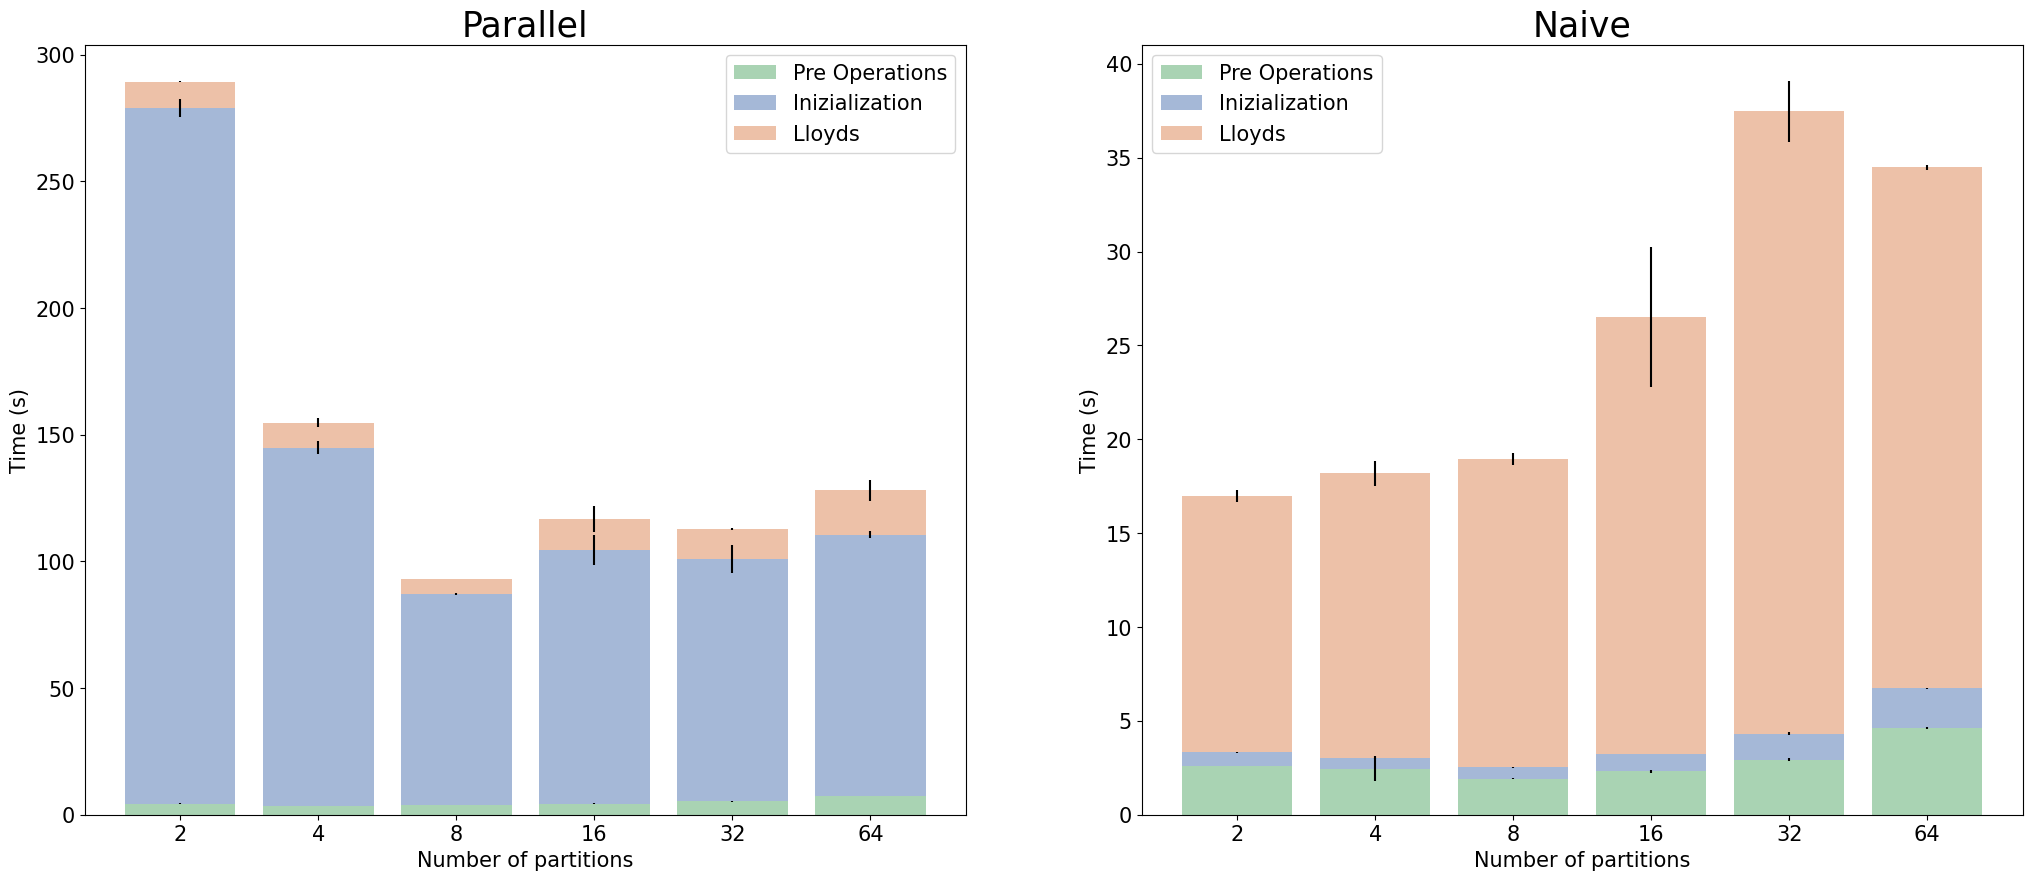 Parallel
300
250
200
150
100
50
0
Time (s)
2 4 8 16 32 64
Number of partitions
Pre Operations
Inizialization
Lloyds
Naive
40
35
30
25
20
15
10
5
0
Time (s)
2 4 8 16 32 64
Number of partitions
Pre Operations
Inizialization
Lloyds